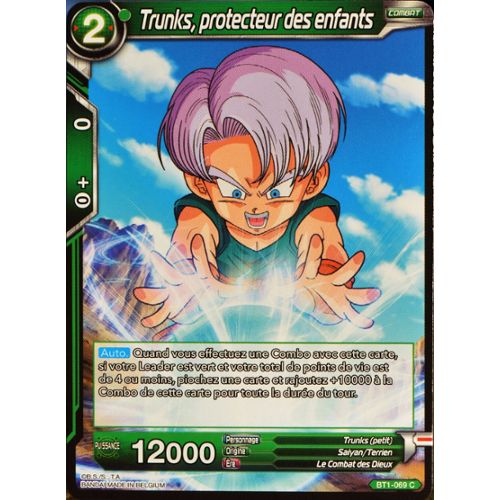 2
Trunks, protecteur des enfants
COMBAT
0
0 +
Auto. Quand vous effectuez une Combo avec cette carte,
si votre Leader est vert et votre total de points de vie est
de 4 ou moins, piochez une carte et rajoutez +10000 à la
Combo de cette carte pour toute la durée du tour.
PUISSANCE
12000
Personnage
Trunks (petit)
Origine
Saiyan/Terrien
Ère
Le Combat des Dieux
©B.S./S.・T.A.
BANDAI MADE IN BELGIUM
BT1-069 C